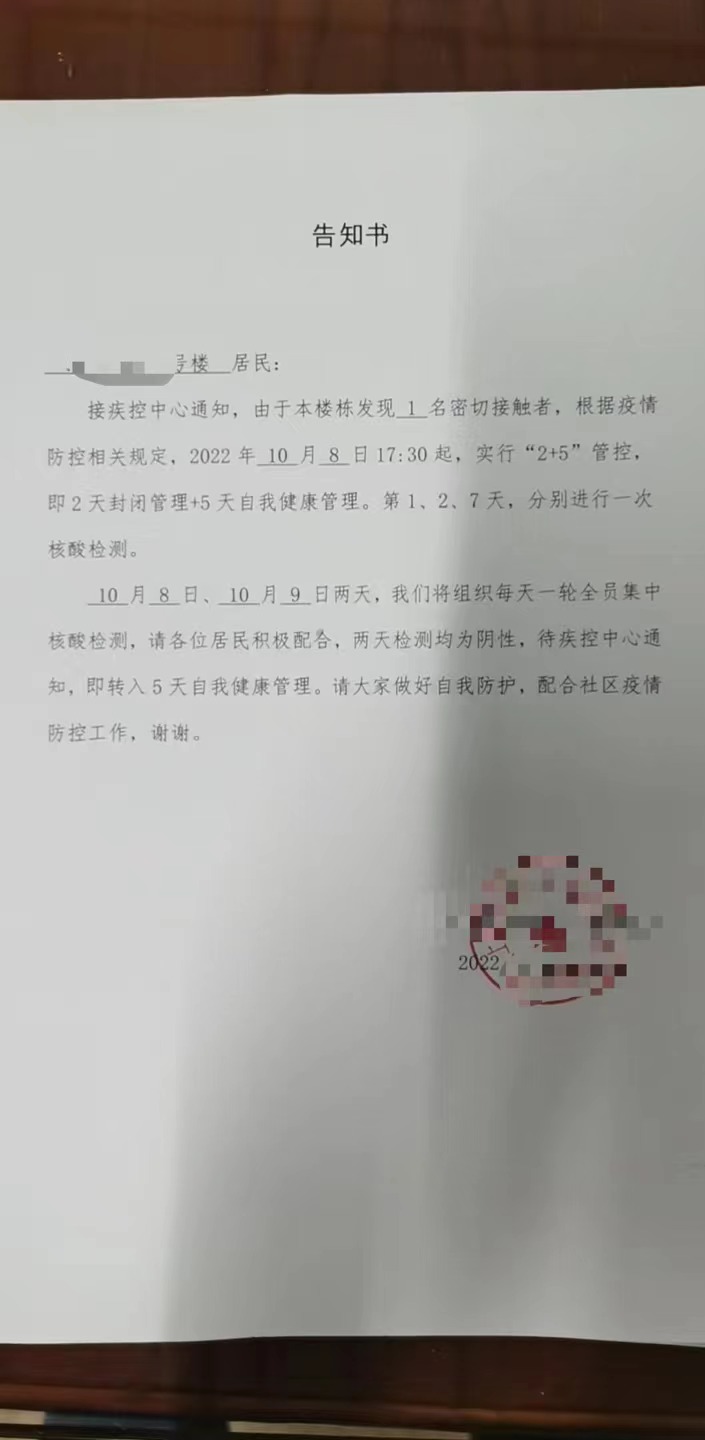 告知书
号楼 居民：
接疾控中心通知，由于本楼栋发现 1 名密切接触者，根据疫情
防控相关规定，2022 年 10 月 8 日 17:30 起，实行“2+5”管控，
即 2 天封闭管理+5 天自我健康管理。第 1、2、7 天，分别进行一次
核酸检测。
10 月 8 日、10 月 9 日两天，我们将组织每天一轮全员集中
核酸检测，请各位居民积极配合，两天检测均为阴性，待疾控中心通
知，即转入 5 天自我健康管理。请大家做好自我防护，配合社区疫情
防控工作，谢谢。
2022